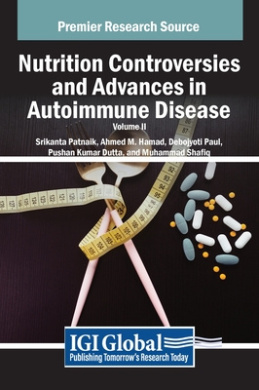 Premier Research Source
Nutrition Controversies
and Advances in
Autoimmune Disease
Volume II
Srikanta Patnaik, Ahmed M. Hamad, Debojyoti Paul,
Pushan Kumar Dutta, and Muhammad Shafiq
IGI Global
Publishing Tomorrow's Research Today